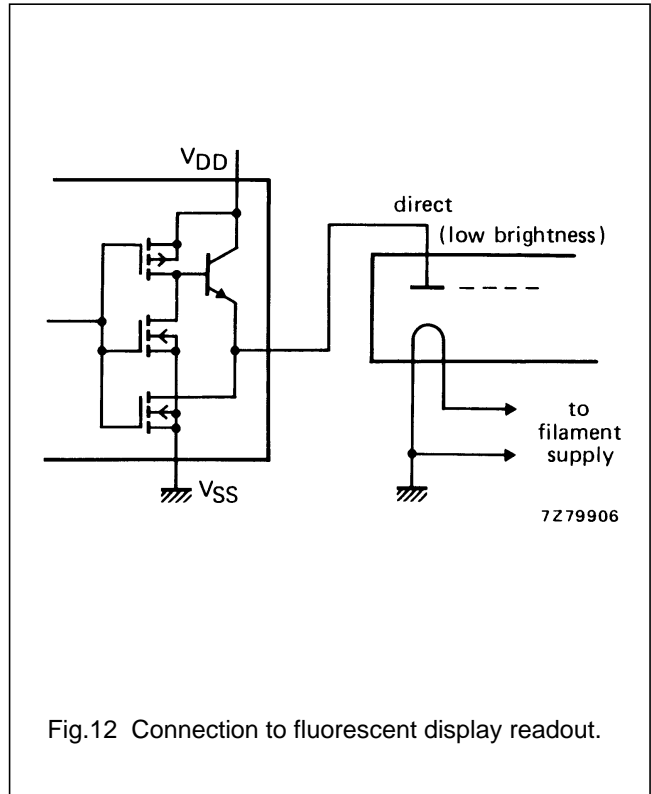 VDD
direct
(low brightness)
to
filament
supply
VSS
7Z79906
Fig.12 Connection to fluorescent display readout.